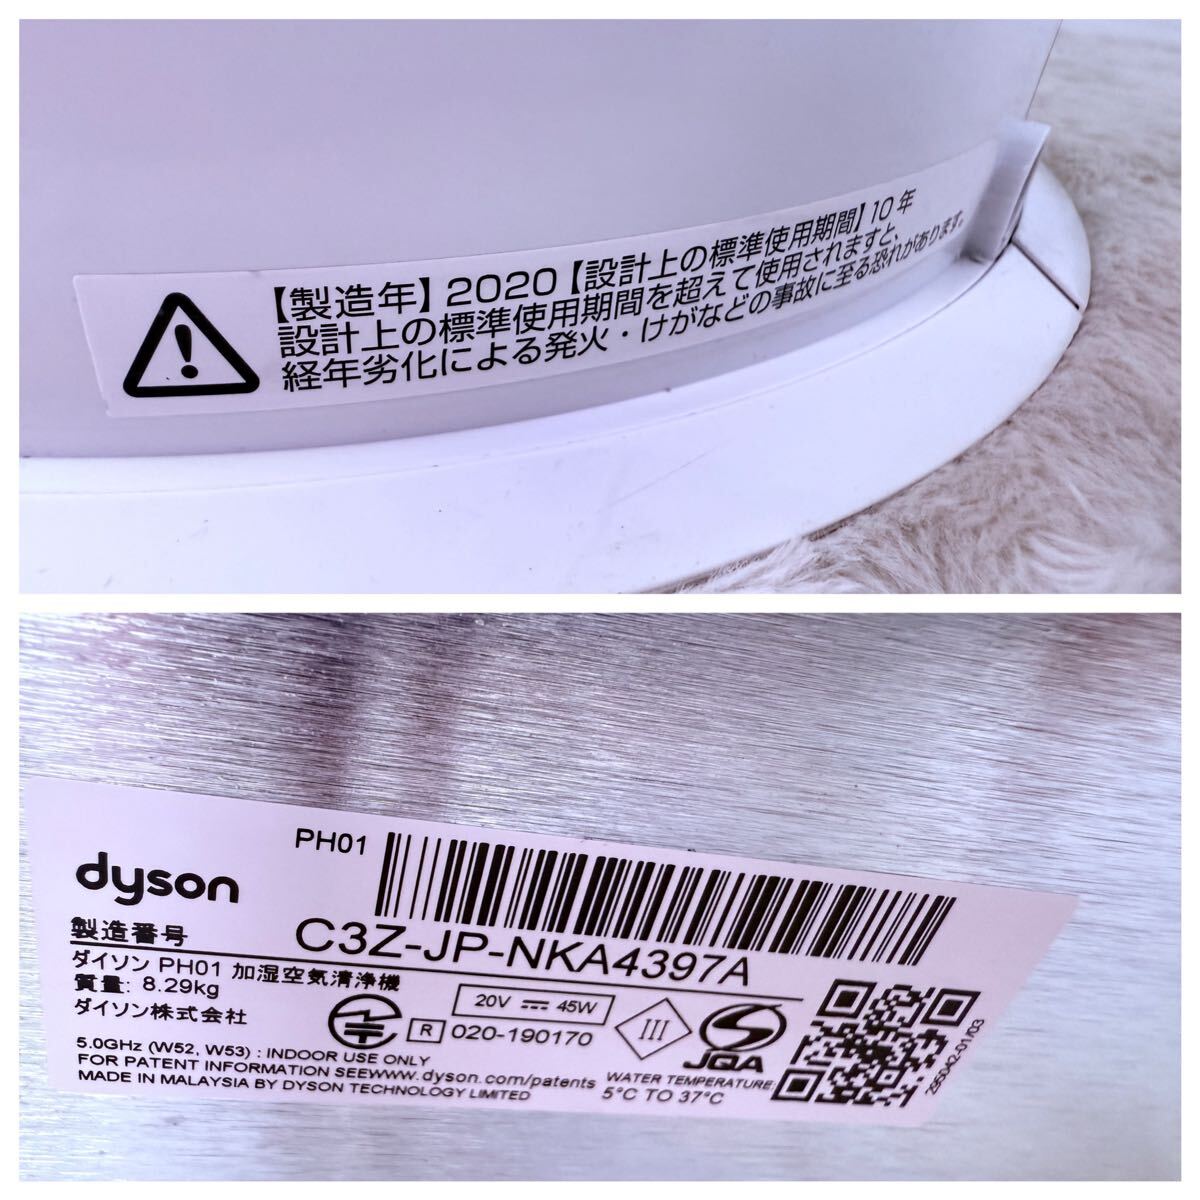 【製造年】2020【設計上の標準使用期間】10年
設計上の標準使用期間を超えて使用されますと、
経年劣化による発火・けがなどの事故に至る恐れがあります。
PH01
dyson
製造番号
C3Z-JP-NKA4397A
ダイソン PH01 加湿空気清浄機
質量: 8.29kg
ダイソン株式会社
20V 45W
R 020-190170
III
JQA
5.0GHz (W52, W53) : INDOOR USE ONLY
FOR PATENT INFORMATION SEEwww.dyson.com/patents
MADE IN MALAYSIA BY DYSON TECHNOLOGY LIMITED
WATER TEMPERATURE:
5°C TO 37°C
295042-01/03